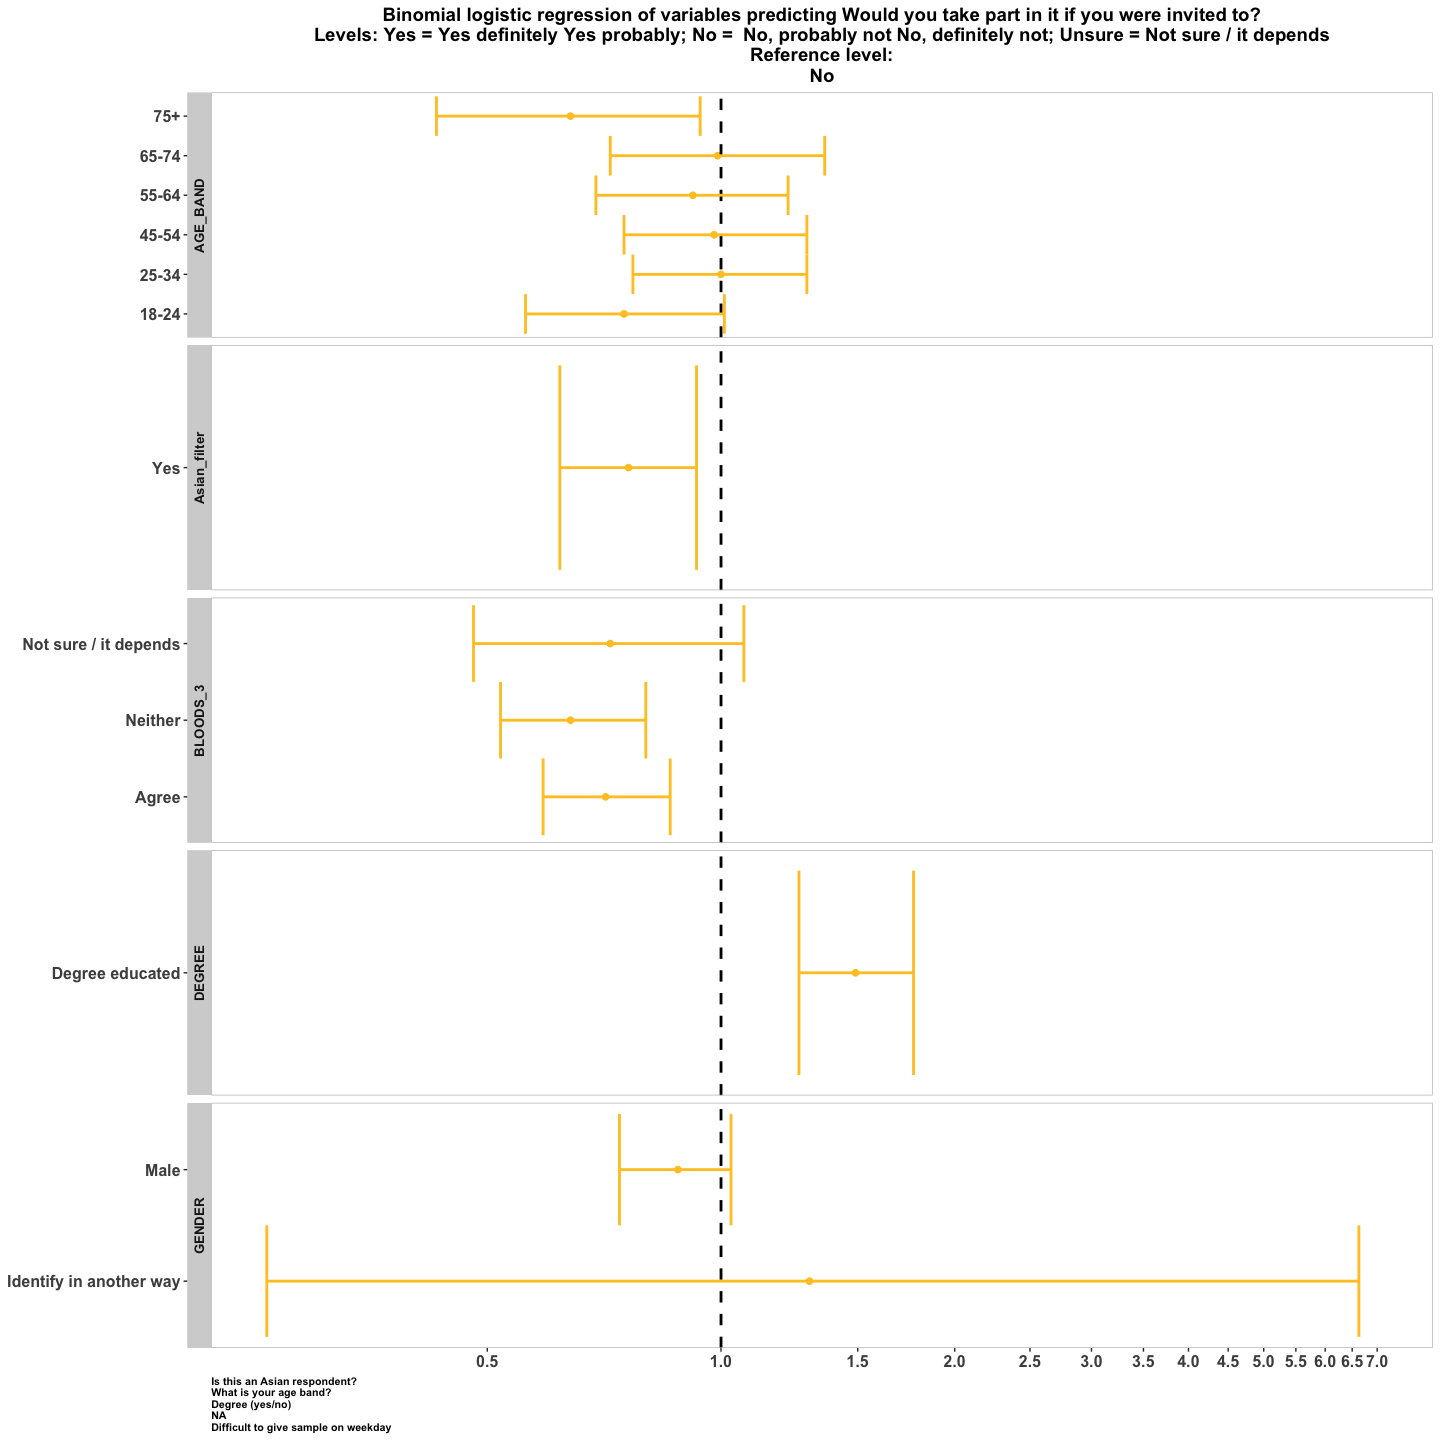 Binomial logistic regression of variables predicting Would you take part in it if you were invited to?
Levels: Yes = Yes definitely Yes probably; No =  No, probably not No, definitely not; Unsure = Not sure / it depends
Reference level:
No
AGE_BAND
75+
65-74
55-64
45-54
25-34
18-24
Asian_filter
Yes
BLOODS_3
Not sure / it depends
Neither
Agree
DEGREE
Degree educated
GENDER
Male
Identify in another way
0.5 1.0 1.5 2.0 2.5 3.0 3.5 4.0 4.5 5.0 5.5 6.0 6.5 7.0
Is this an Asian respondent?
What is your age band?
Degree (yes/no)
NA
Difficult to give sample on weekday